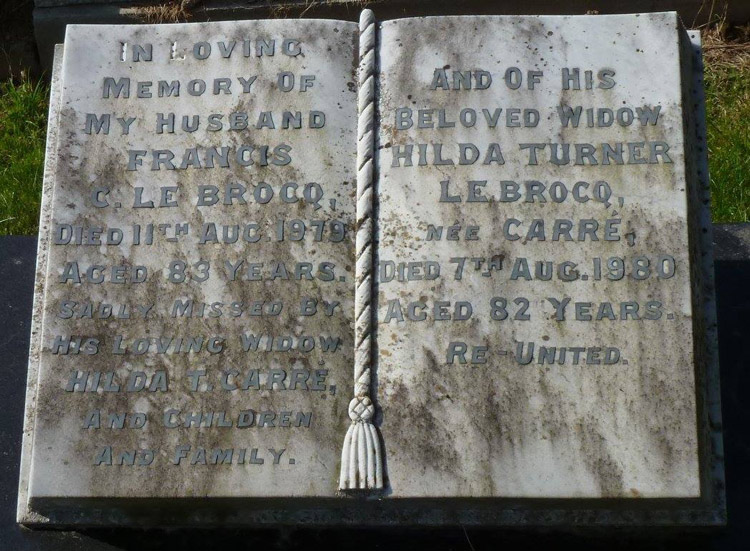 IN LOVING
MEMORY OF
MY HUSBAND
FRANCIS
C. LE BROCQ,
DIED 11TH AUG. 1979
AGED 83 YEARS.
SADLY MISSED BY
HIS LOVING WIDOW
HILDA T. CARRÉ,
AND CHILDREN
AND FAMILY.
AND OF HIS
BELOVED WIDOW
HILDA TURNER
LE BROCQ,
NÉE CARRÉ,
DIED 7TH AUG. 1980
AGED 82 YEARS.
RE-UNITED.